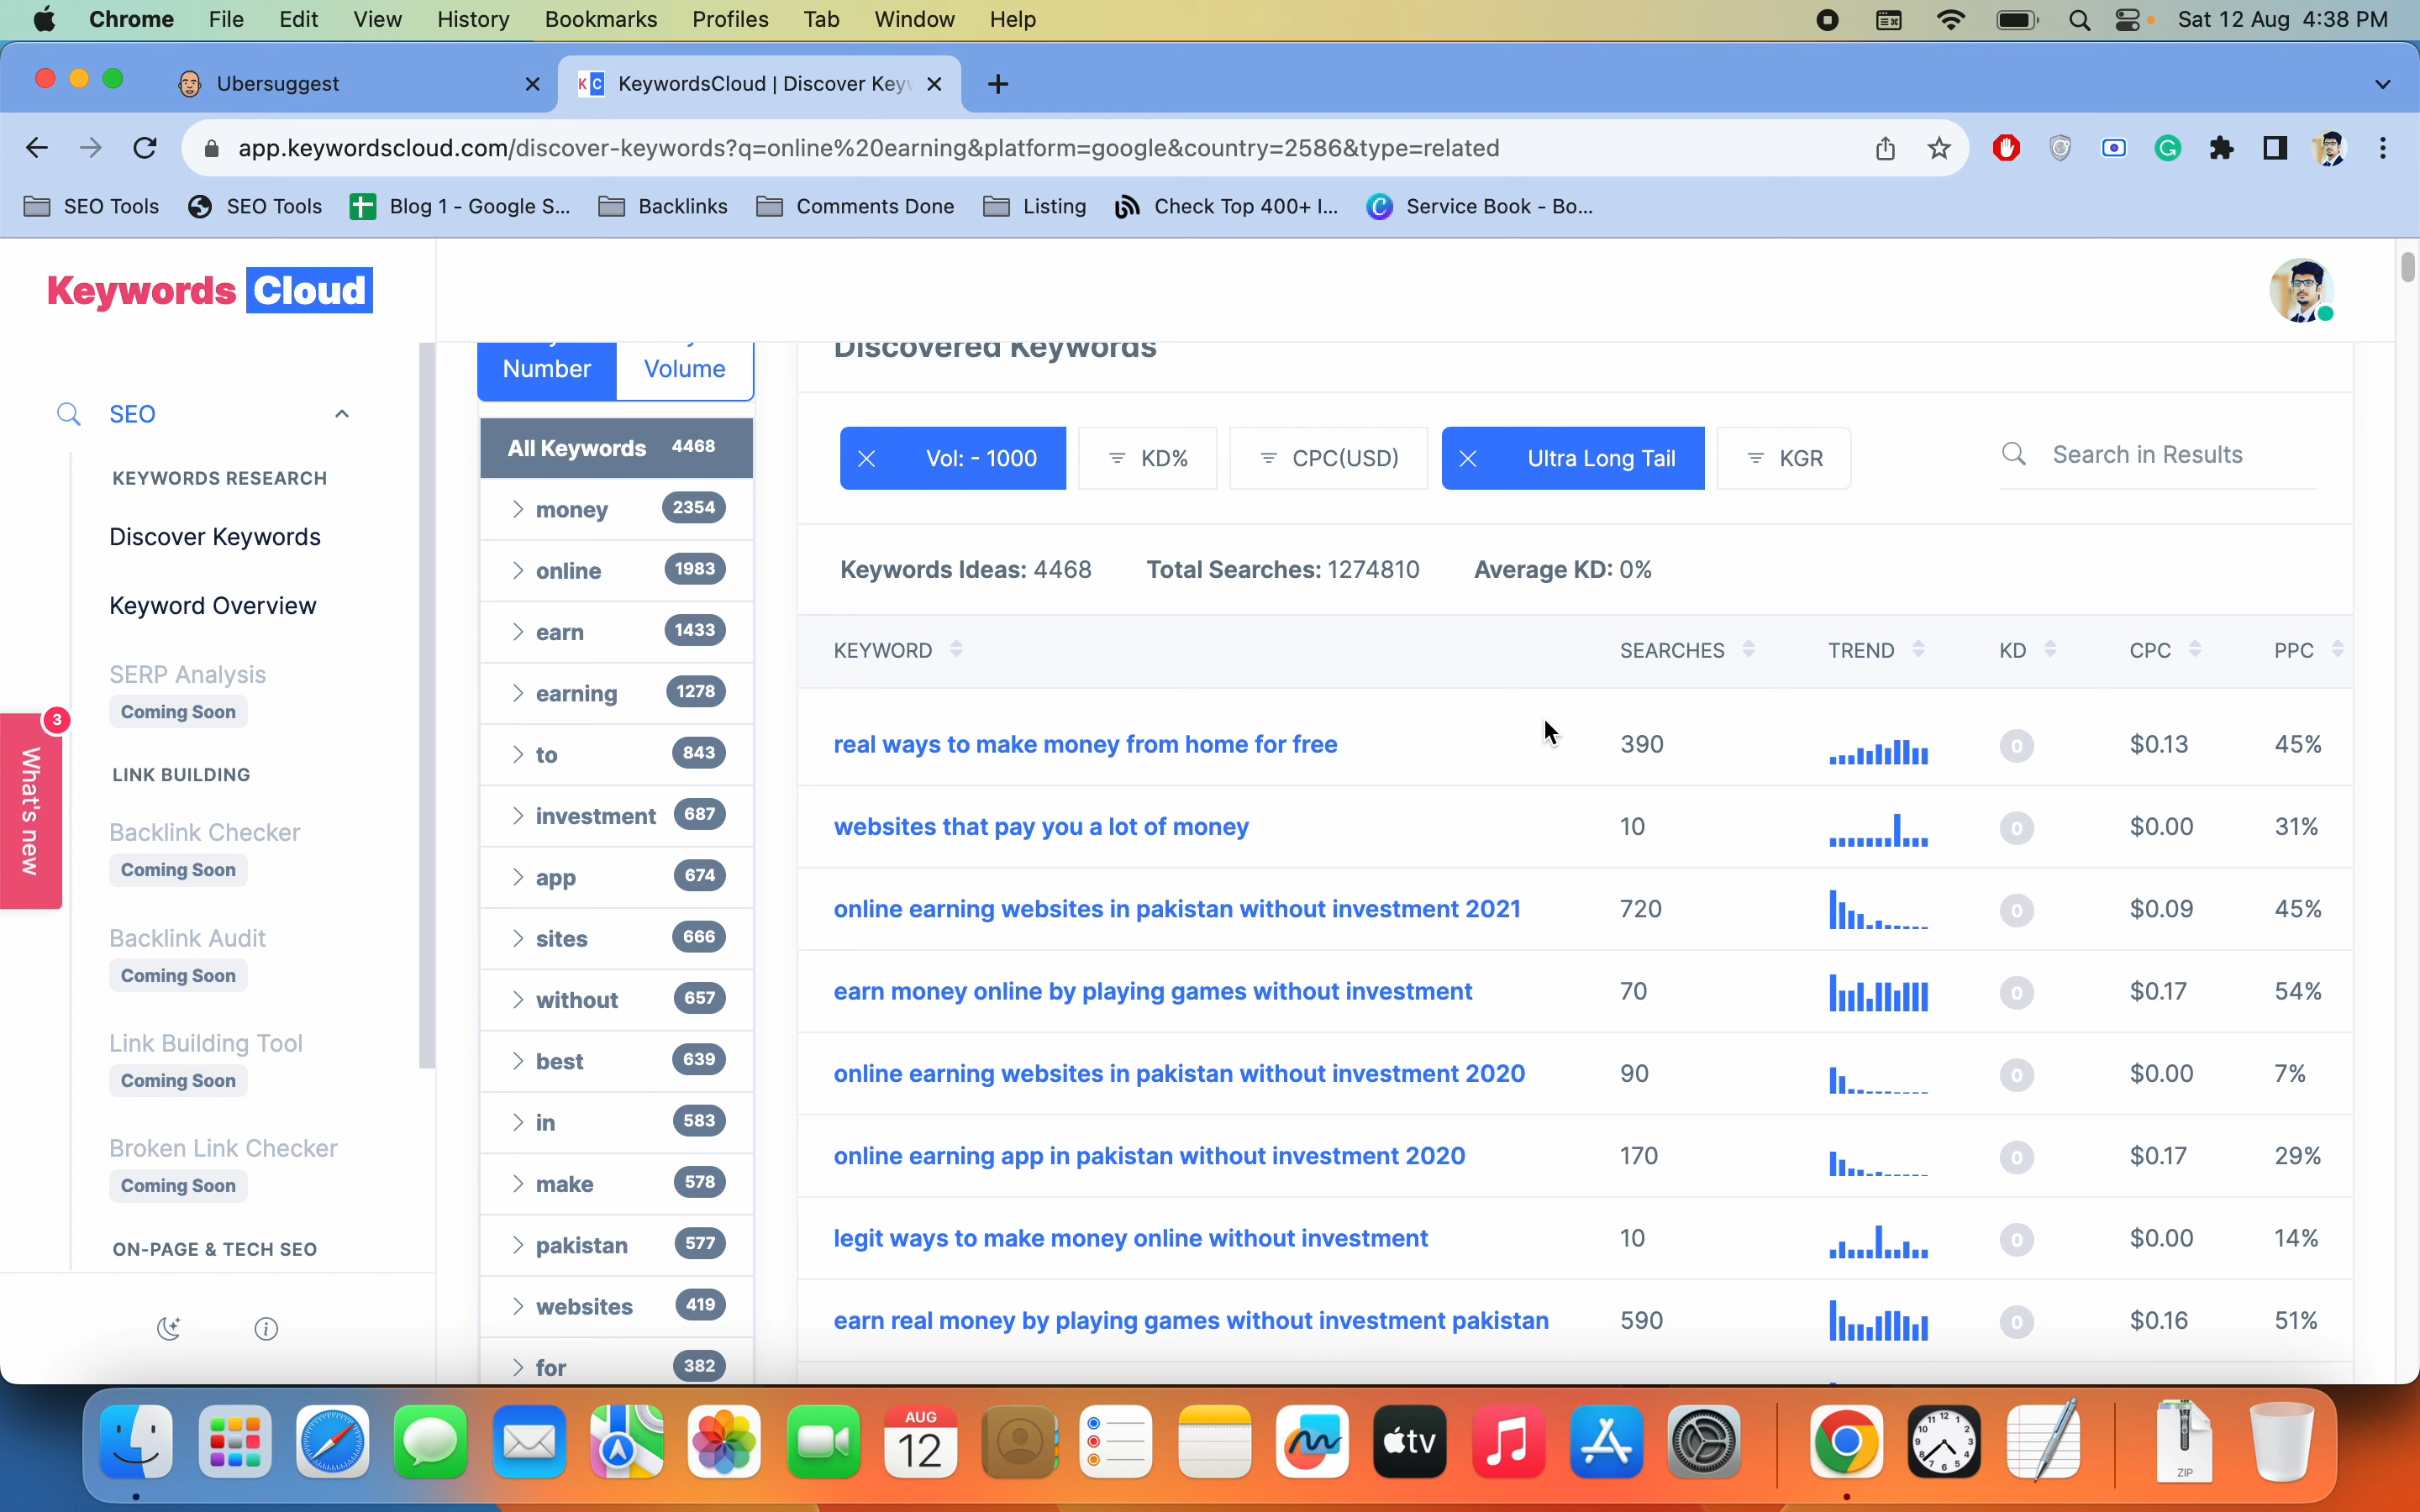 Chrome File Edit View History Bookmarks Profiles Tab Window Help Sat 12 Aug 4:38 PM
Ubersuggest
KC KeywordsCloud | Discover Key
app.keywordscloud.com/discover-keywords?q=online%20earning&platform=google&country=2586&type=related
SEO Tools SEO Tools Blog 1 - Google S... Backlinks Comments Done Listing Check Top 400+ I... Service Book - Bo...
Keywords Cloud
SEO
KEYWORDS RESEARCH
Discover Keywords
Keyword Overview
SERP Analysis
Coming Soon
LINK BUILDING
Backlink Checker
Coming Soon
Backlink Audit
Coming Soon
Link Building Tool
Coming Soon
Broken Link Checker
Coming Soon
ON-PAGE & TECH SEO
What's new
3
Number Volume
All Keywords 4468
money 2354
online 1983
earn 1433
earning 1278
to 843
investment 687
app 674
sites 666
without 657
best 639
in 583
make 578
pakistan 577
websites 419
for 382
Discovered Keywords
Vol: - 1000 KD% CPC(USD) Ultra Long Tail KGR Search in Results
Keywords Ideas: 4468 Total Searches: 1274810 Average KD: 0%
KEYWORD SEARCHES TREND KD CPC PPC
real ways to make money from home for free 390 0 $0.13 45%
websites that pay you a lot of money 10 0 $0.00 31%
online earning websites in pakistan without investment 2021 720 0 $0.09 45%
earn money online by playing games without investment 70 0 $0.17 54%
online earning websites in pakistan without investment 2020 90 0 $0.00 7%
online earning app in pakistan without investment 2020 170 0 $0.17 29%
legit ways to make money online without investment 10 0 $0.00 14%
earn real money by playing games without investment pakistan 590 0 $0.16 51%
AUG
12
tv
ZIP